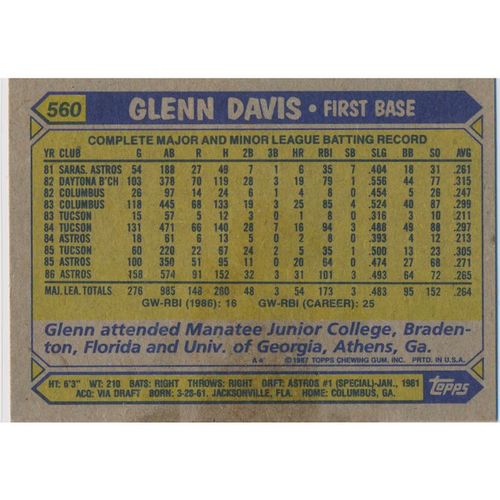 560 GLENN DAVIS • FIRST BASE
COMPLETE MAJOR AND MINOR LEAGUE BATTING RECORD
YR CLUB G AB R H 2B 3B HR RBI SB SLG BB SO AVG
81 SARAS. ASTROS 54 188 27 49 7 1 6 35 7 .404 18 31 .261
82 DAYTONA B'CH 103 378 70 119 28 3 19 79 1 .556 44 77 .315
82 COLUMBUS 26 97 14 24 6 1 4 8 1 .454 6 26 .247
83 COLUMBUS 118 445 68 133 19 3 25 85 4 .524 40 87 .299
83 TUCSON 15 57 5 12 3 0 1 8 0 .316 3 10 .211
84 TUCSON 131 471 66 140 28 7 16 94 3 .488 49 88 .297
84 ASTROS 18 61 6 13 5 0 2 8 0 .393 4 12 .213
85 TUCSON 60 220 22 67 24 2 5 35 1 .500 13 23 .305
85 ASTROS 100 350 51 95 11 0 20 64 0 .474 27 68 .271
86 ASTROS 158 574 91 152 32 3 31 101 3 .493 64 72 .265
MAJ. LEA. TOTALS 276 985 148 260 48 3 54 173 3 .483 95 152 .264
GW-RBI (1986): 16 GW-RBI (CAREER): 25
Glenn attended Manatee Junior College, Braden-
ton, Florida and Univ. of Georgia, Athens, Ga.
A* © 1987 TOPPS CHEWING GUM, INC. PRTD. IN U.S.A.
HT: 6'3" WT: 210 BATS: RIGHT THROWS: RIGHT DRFT: ASTROS #1 (SPECIAL)-JAN., 1981
ACQ: VIA DRAFT BORN: 3-28-61, JACKSONVILLE, FLA. HOME: COLUMBUS, GA.
Topps